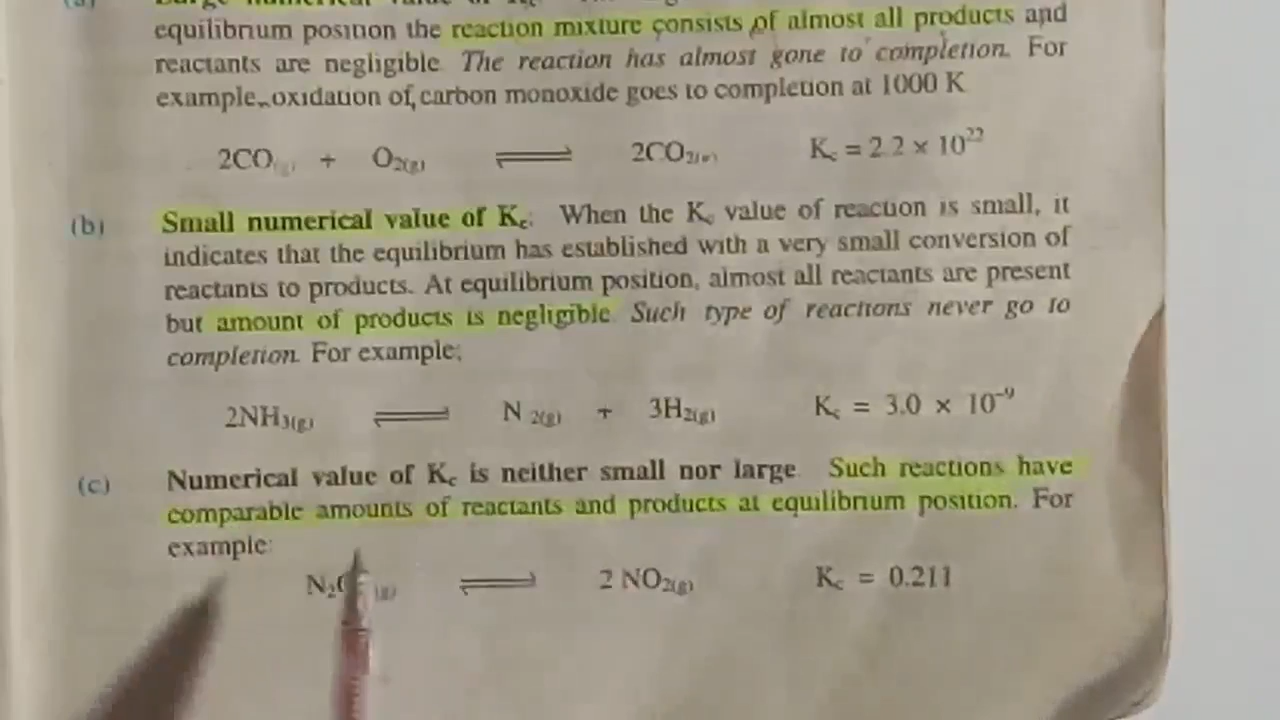 equilibrium position the reaction mixture consists of almost all products and
reactants are negligible. The reaction has almost gone to completion. For
example, oxidation of carbon monoxide goes to completion at 1000 K
2CO(g) + O2(g) ⇌ 2CO2(g) Kc = 2.2 × 10²²
(b) Small numerical value of Kc: When the Kc value of reaction is small, it
indicates that the equilibrium has established with a very small conversion of
reactants to products. At equilibrium position, almost all reactants are present
but amount of products is negligible. Such type of reactions never go to
completion. For example;
2NH3(g) ⇌ N2(g) + 3H2(g) Kc = 3.0 × 10⁻⁹
(c) Numerical value of Kc is neither small nor large. Such reactions have
comparable amounts of reactants and products at equilibrium position. For
example:
(g) ⇌ 2 NO2(g) Kc = 0.211